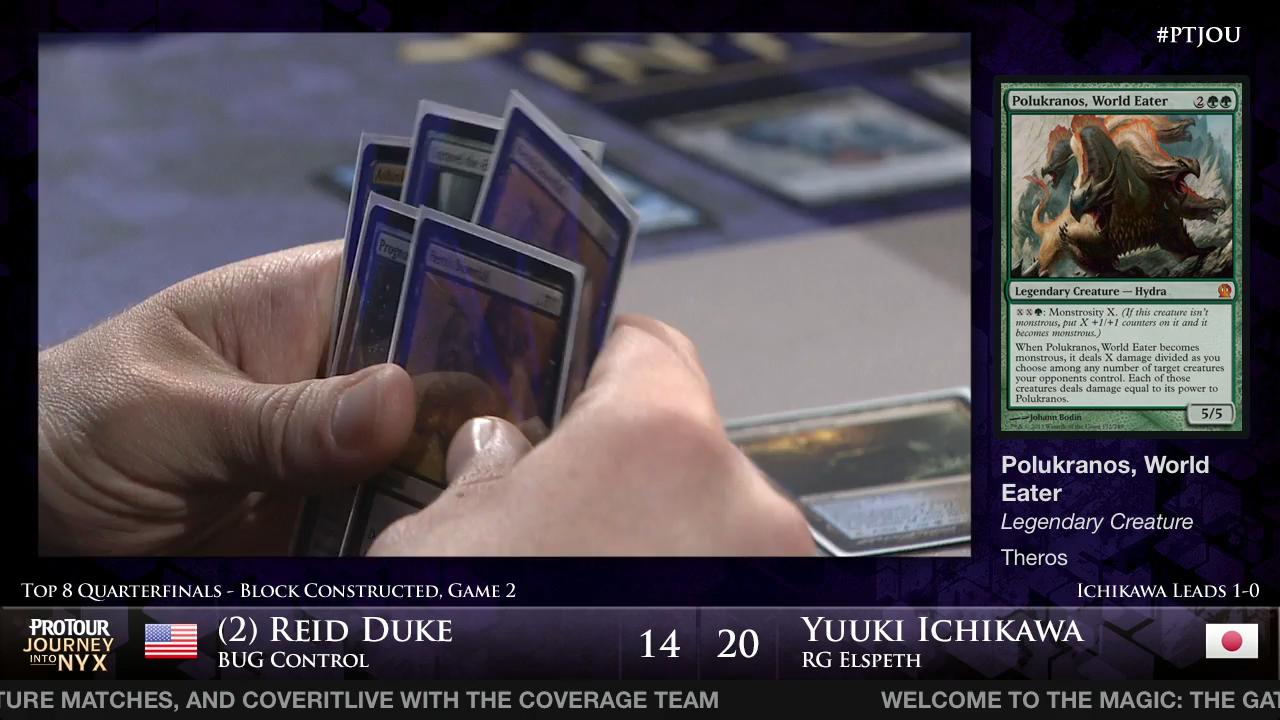 #PTJOU
Polukranos, World Eater 2
Legendary Creature — Hydra
XX: Monstrosity X. (If this creature isn't
monstrous, put X +1/+1 counters on it and it
becomes monstrous.)
When Polukranos, World Eater becomes
monstrous, it deals X damage divided as you
choose among any number of target creatures
your opponents control. Each of those
creatures deals damage equal to its power to
Polukranos.
5/5
Johann Bodin
Polukranos, World
Eater
Legendary Creature
Theros
Top 8 Quarterfinals - Block Constructed, Game 2
Ichikawa Leads 1-0
Pro Tour
Journey
into Nyx
(2) Reid Duke
BUG Control
14 20
Yuuki Ichikawa
RG Elspeth
TURE MATCHES, AND COVERITLIVE WITH THE COVERAGE TEAM WELCOME TO THE MAGIC: THE GAT